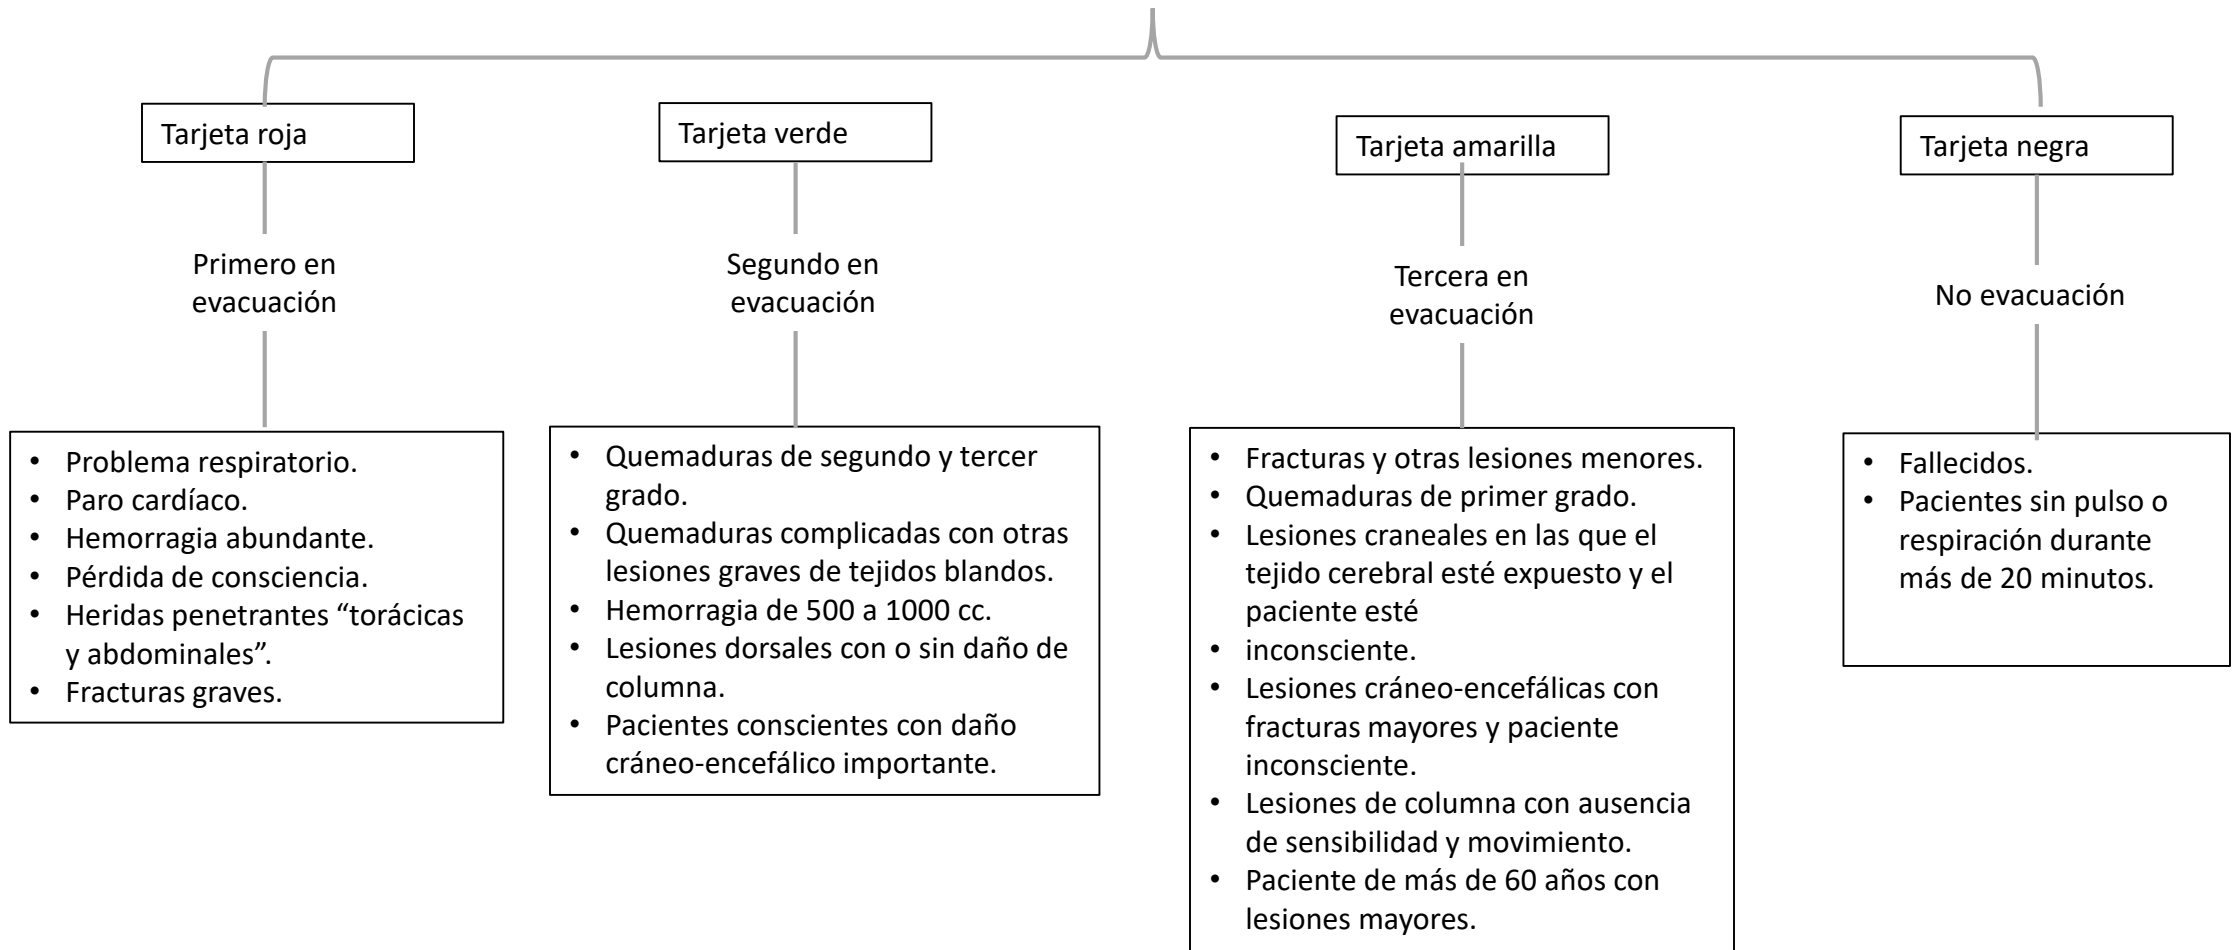 Tarjeta roja
Primero en
evacuación
• Problema respiratorio.
• Paro cardíaco.
• Hemorragia abundante.
• Pérdida de consciencia.
• Heridas penetrantes “torácicas
y abdominales”.
• Fracturas graves.
Tarjeta verde
Segundo en
evacuación
• Quemaduras de segundo y tercer
grado.
• Quemaduras complicadas con otras
lesiones graves de tejidos blandos.
• Hemorragia de 500 a 1000 cc.
• Lesiones dorsales con o sin daño de
columna.
• Pacientes conscientes con daño
cráneo-encefálico importante.
Tarjeta amarilla
Tercera en
evacuación
• Fracturas y otras lesiones menores.
• Quemaduras de primer grado.
• Lesiones craneales en las que el
tejido cerebral esté expuesto y el
paciente esté
• inconsciente.
• Lesiones cráneo-encefálicas con
fracturas mayores y paciente
inconsciente.
• Lesiones de columna con ausencia
de sensibilidad y movimiento.
• Paciente de más de 60 años con
lesiones mayores.
Tarjeta negra
No evacuación
• Fallecidos.
• Pacientes sin pulso o
respiración durante
más de 20 minutos.